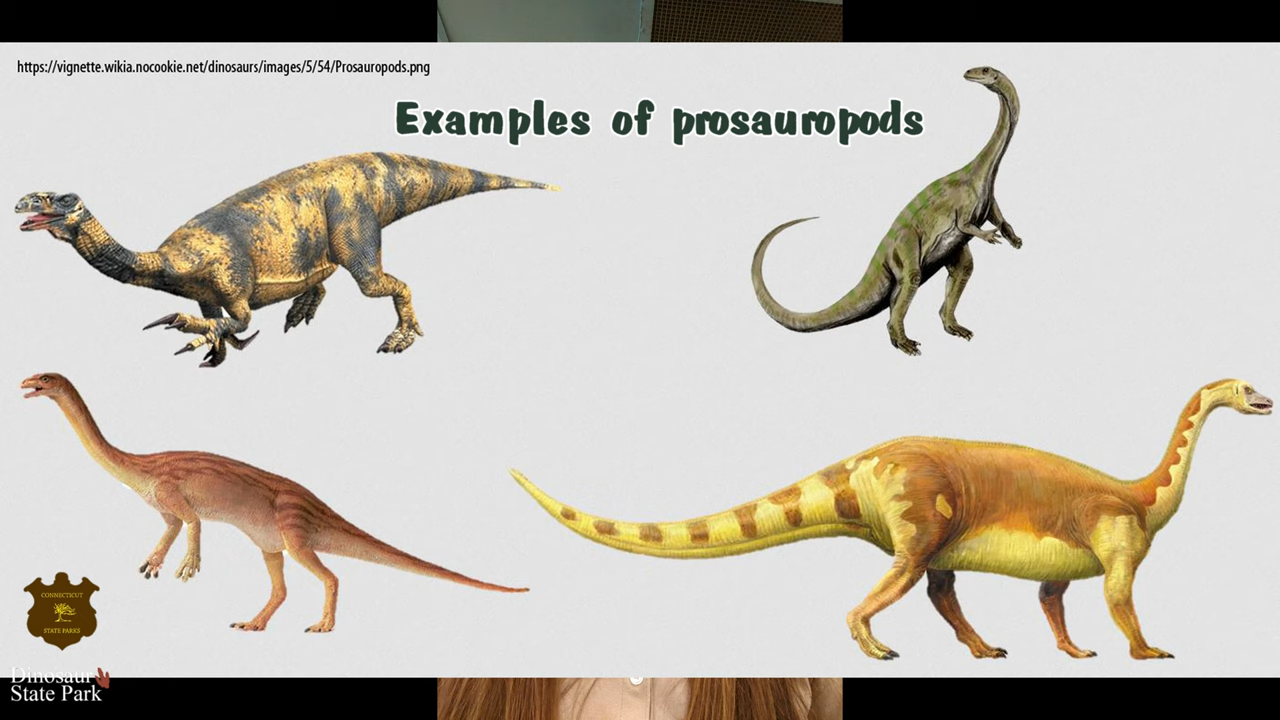 https://vignette.wikia.nocookie.net/dinosaurs/images/5/54/Prosauropods.png
Examples of prosauropods
CONNECTICUT
STATE PARKS
Dinosaur
State Park